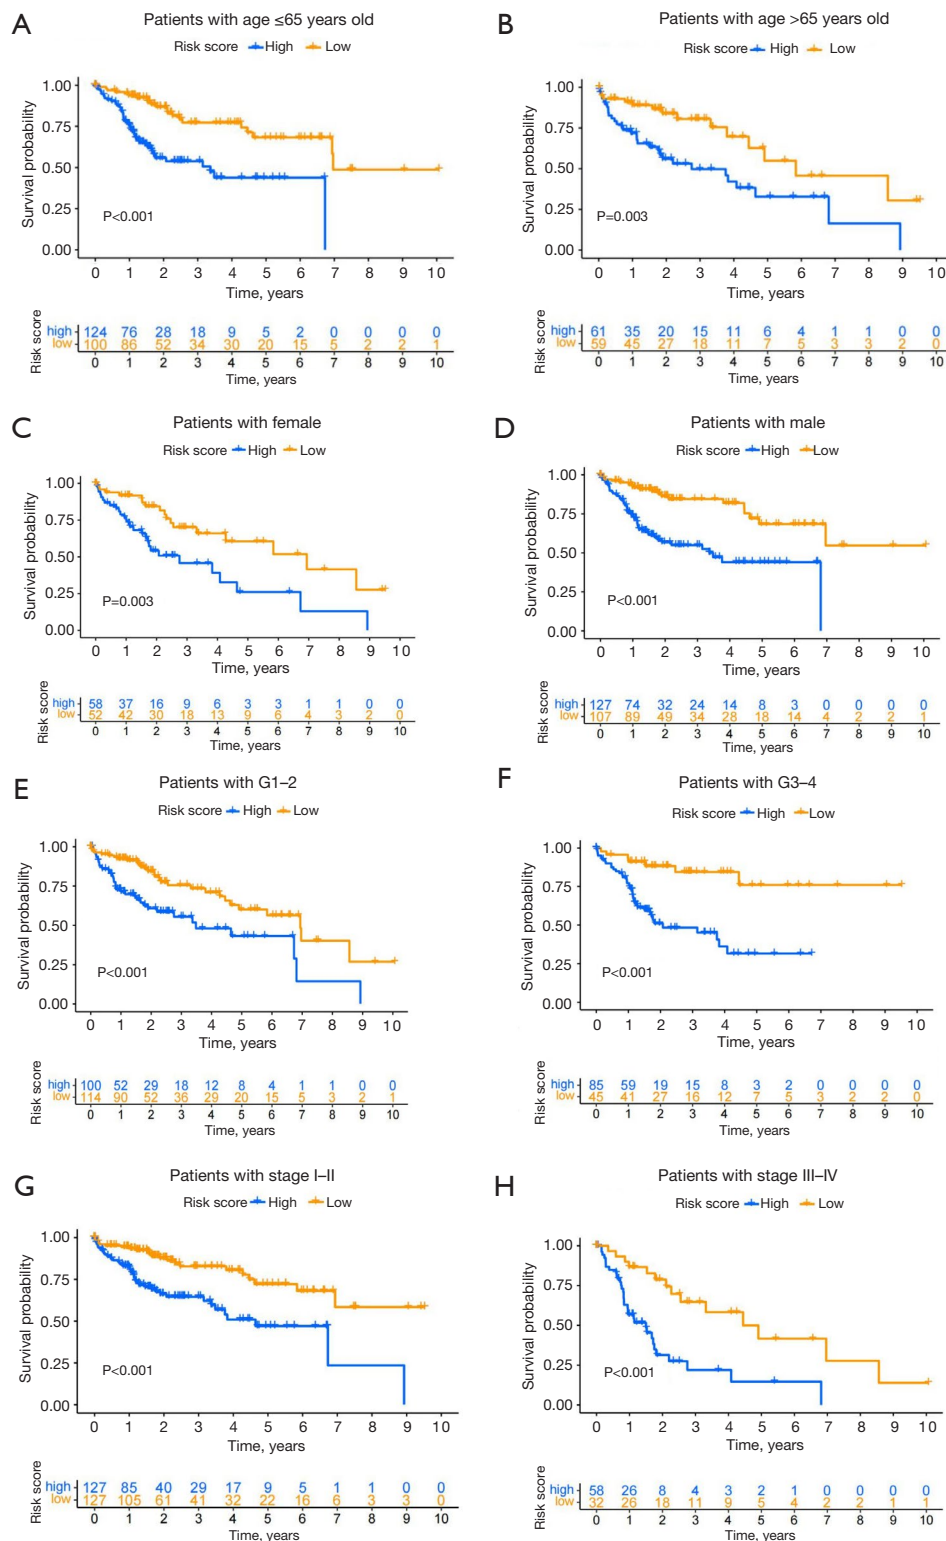 A
Patients with age ≤65 years old
Risk score High Low
Survival probability
1.00
0.75
0.50
0.25
0.00
P<0.001
0 1 2 3 4 5 6 7 8 9 10
Time, years
Risk score
high 124 76 28 18 9 5 2 0 0 0 0
low 100 86 52 34 30 20 15 5 2 2 1
0 1 2 3 4 5 6 7 8 9 10
Time, years
B
Patients with age >65 years old
Risk score High Low
Survival probability
1.00
0.75
0.50
0.25
0.00
P=0.003
0 1 2 3 4 5 6 7 8 9 10
Time, years
Risk score
high 61 35 20 15 11 6 4 1 1 0 0
low 59 45 27 18 11 7 5 3 3 2 0
0 1 2 3 4 5 6 7 8 9 10
Time, years
C
Patients with female
Risk score High Low
Survival probability
1.00
0.75
0.50
0.25
0.00
P=0.003
0 1 2 3 4 5 6 7 8 9 10
Time, years
Risk score
high 58 37 16 9 6 3 3 1 1 0 0
low 52 42 30 18 13 9 6 4 3 2 0
0 1 2 3 4 5 6 7 8 9 10
Time, years
D
Patients with male
Risk score High Low
Survival probability
1.00
0.75
0.50
0.25
0.00
P<0.001
0 1 2 3 4 5 6 7 8 9 10
Time, years
Risk score
high 127 74 32 24 14 8 3 0 0 0 0
low 107 89 49 34 28 18 14 4 2 2 1
0 1 2 3 4 5 6 7 8 9 10
Time, years
E
Patients with G1–2
Risk score High Low
Survival probability
1.00
0.75
0.50
0.25
0.00
P<0.001
0 1 2 3 4 5 6 7 8 9 10
Time, years
Risk score
high 100 52 29 18 12 8 4 1 1 0 0
low 114 90 52 36 29 20 15 5 3 2 1
0 1 2 3 4 5 6 7 8 9 10
Time, years
F
Patients with G3–4
Risk score High Low
Survival probability
1.00
0.75
0.50
0.25
0.00
P<0.001
0 1 2 3 4 5 6 7 8 9 10
Time, years
Risk score
high 85 59 19 15 8 3 2 0 0 0 0
low 45 41 27 16 12 7 5 3 2 2 0
0 1 2 3 4 5 6 7 8 9 10
Time, years
G
Patients with stage I–II
Risk score High Low
Survival probability
1.00
0.75
0.50
0.25
0.00
P<0.001
0 1 2 3 4 5 6 7 8 9 10
Time, years
Risk score
high 127 85 40 29 17 9 5 1 1 0 0
low 127 105 61 41 32 22 16 6 3 3 0
0 1 2 3 4 5 6 7 8 9 10
Time, years
H
Patients with stage III–IV
Risk score High Low
Survival probability
1.00
0.75
0.50
0.25
0.00
P<0.001
0 1 2 3 4 5 6 7 8 9 10
Time, years
Risk score
high 58 26 8 4 3 2 1 0 0 0 0
low 32 26 18 11 9 5 4 2 2 1 1
0 1 2 3 4 5 6 7 8 9 10
Time, years